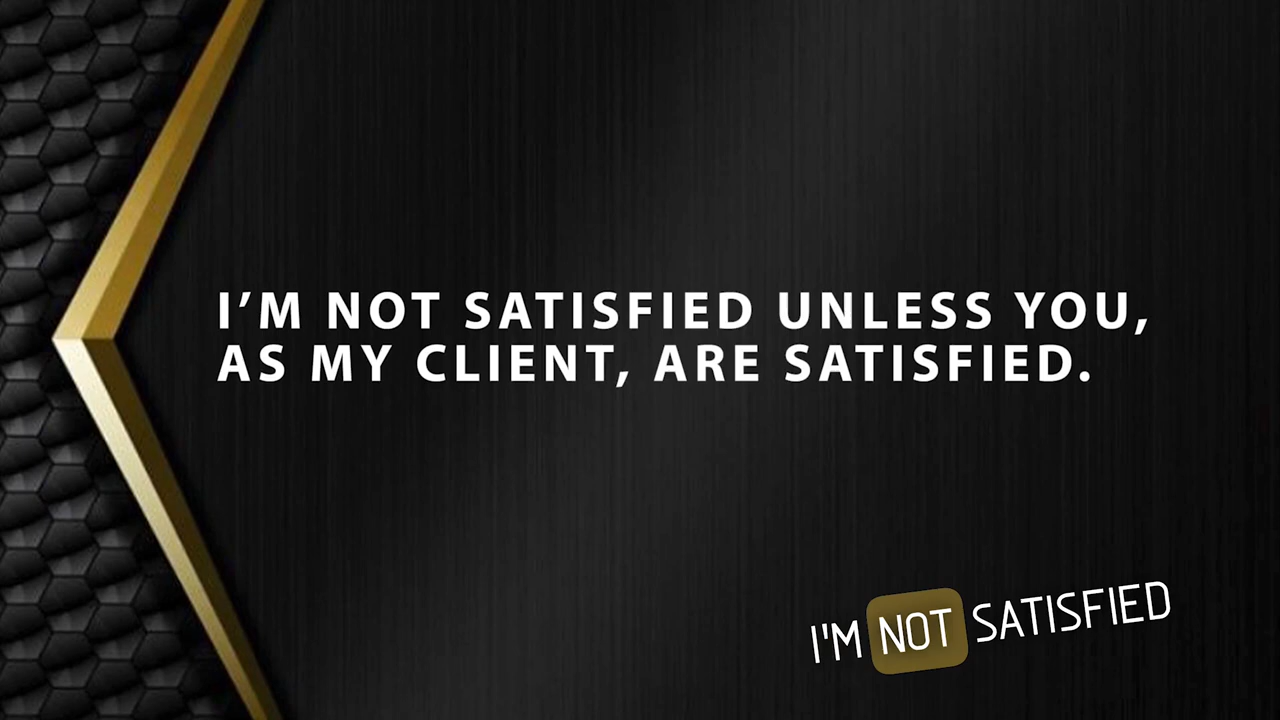 I’M NOT SATISFIED UNLESS YOU,
AS MY CLIENT, ARE SATISFIED.
I'M NOT SATISFIED